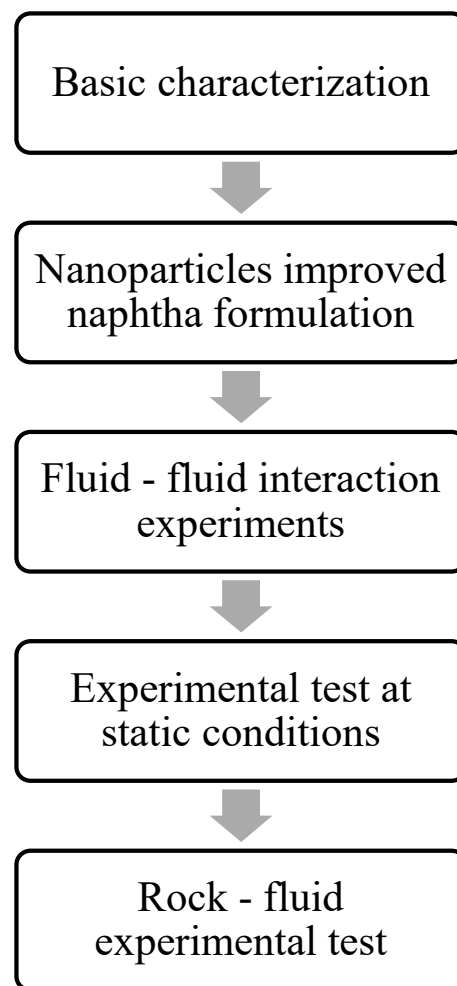 Basic characterization
Nanoparticles improved
naphtha formulation
Fluid - fluid interaction
experiments
Experimental test at
static conditions
Rock - fluid
experimental test